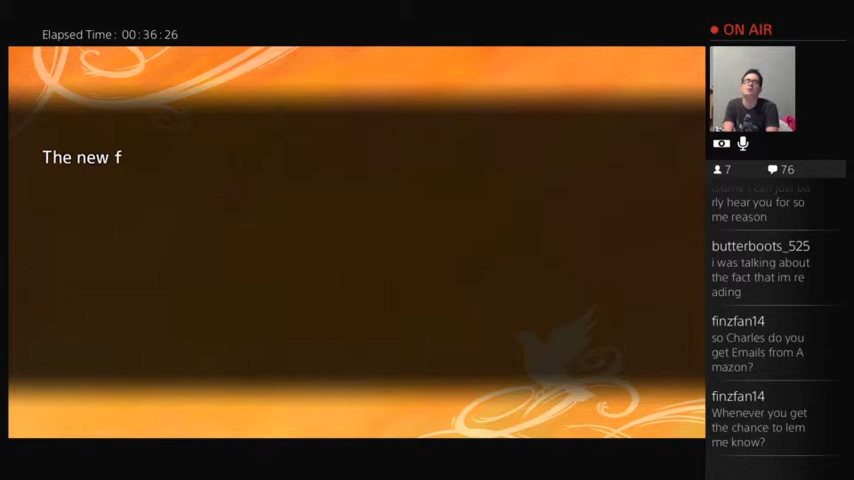 Elapsed Time: 00:36:26
ON AIR
The new f
7 76
rly hear you for so
me reason
butterboots_525
i was talking about
the fact that im re
ading
finzfan14
so Charles do you
get Emails from A
mazon?
finzfan14
Whenever you get
the chance to lem
me know?